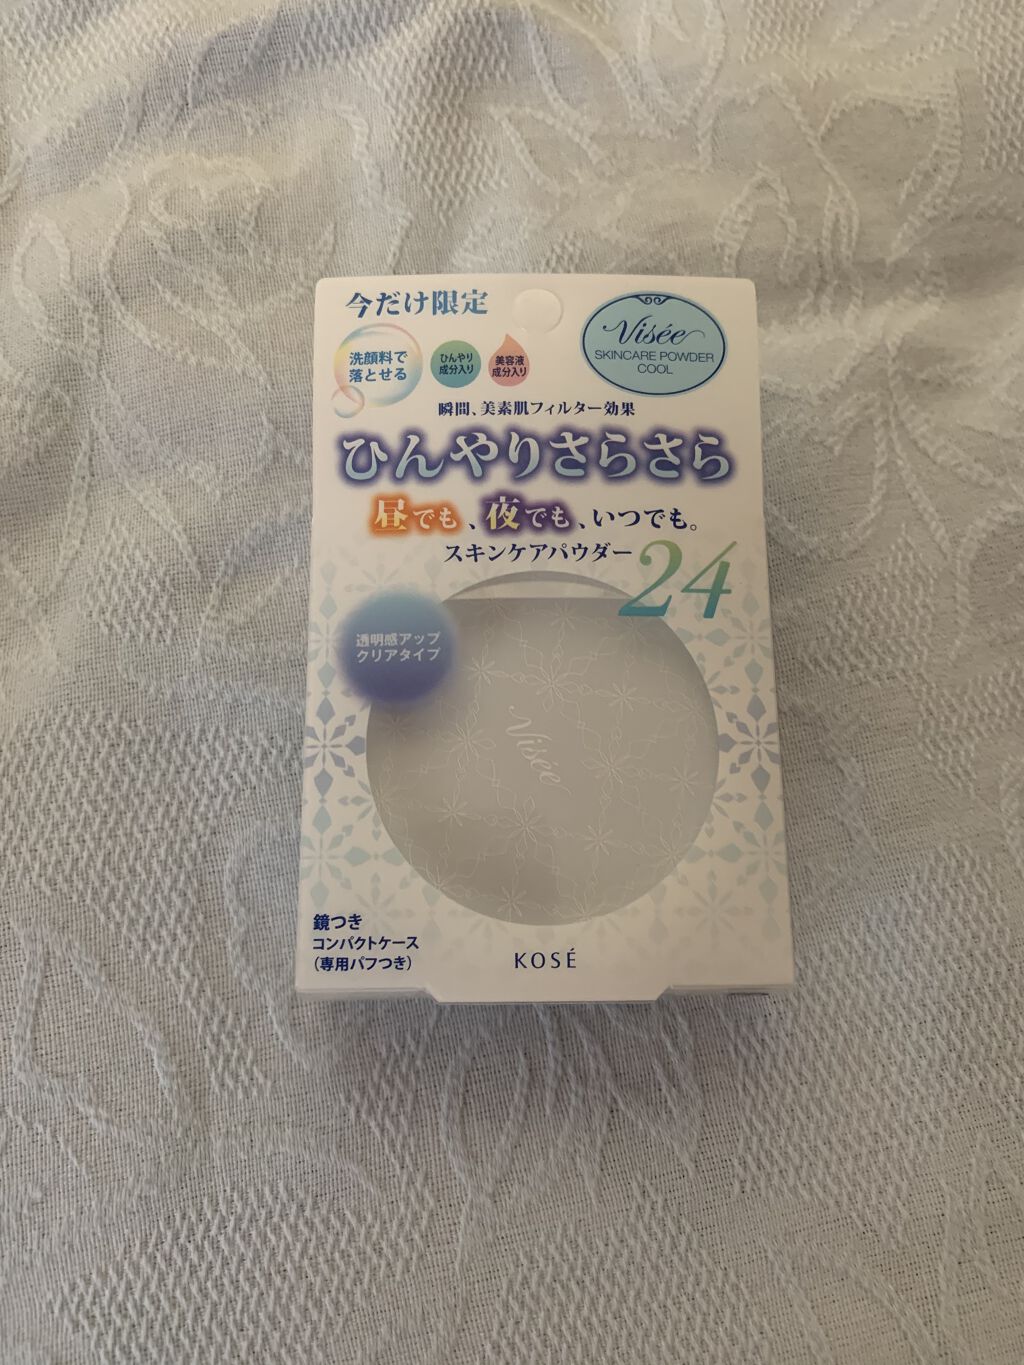 今だけ限定
Visée
SKINCARE POWDER
COOL
洗顔料で
落とせる
ひんやり
成分入り
美容液
成分入り
瞬間、美素肌フィルター効果
ひんやりさらさら
昼でも、夜でも、いつでも。
スキンケアパウダー24
透明感アップ
クリアタイプ
Visée
鏡つき
コンパクトケース
(専用パフつき)
KOSÉ